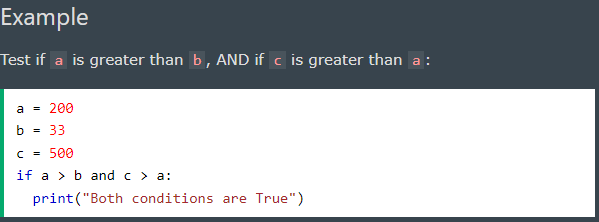 Example
Test if a is greater than b, AND if c is greater than a:
a = 200
b = 33
c = 500
if a > b and c > a:
  print("Both conditions are True")